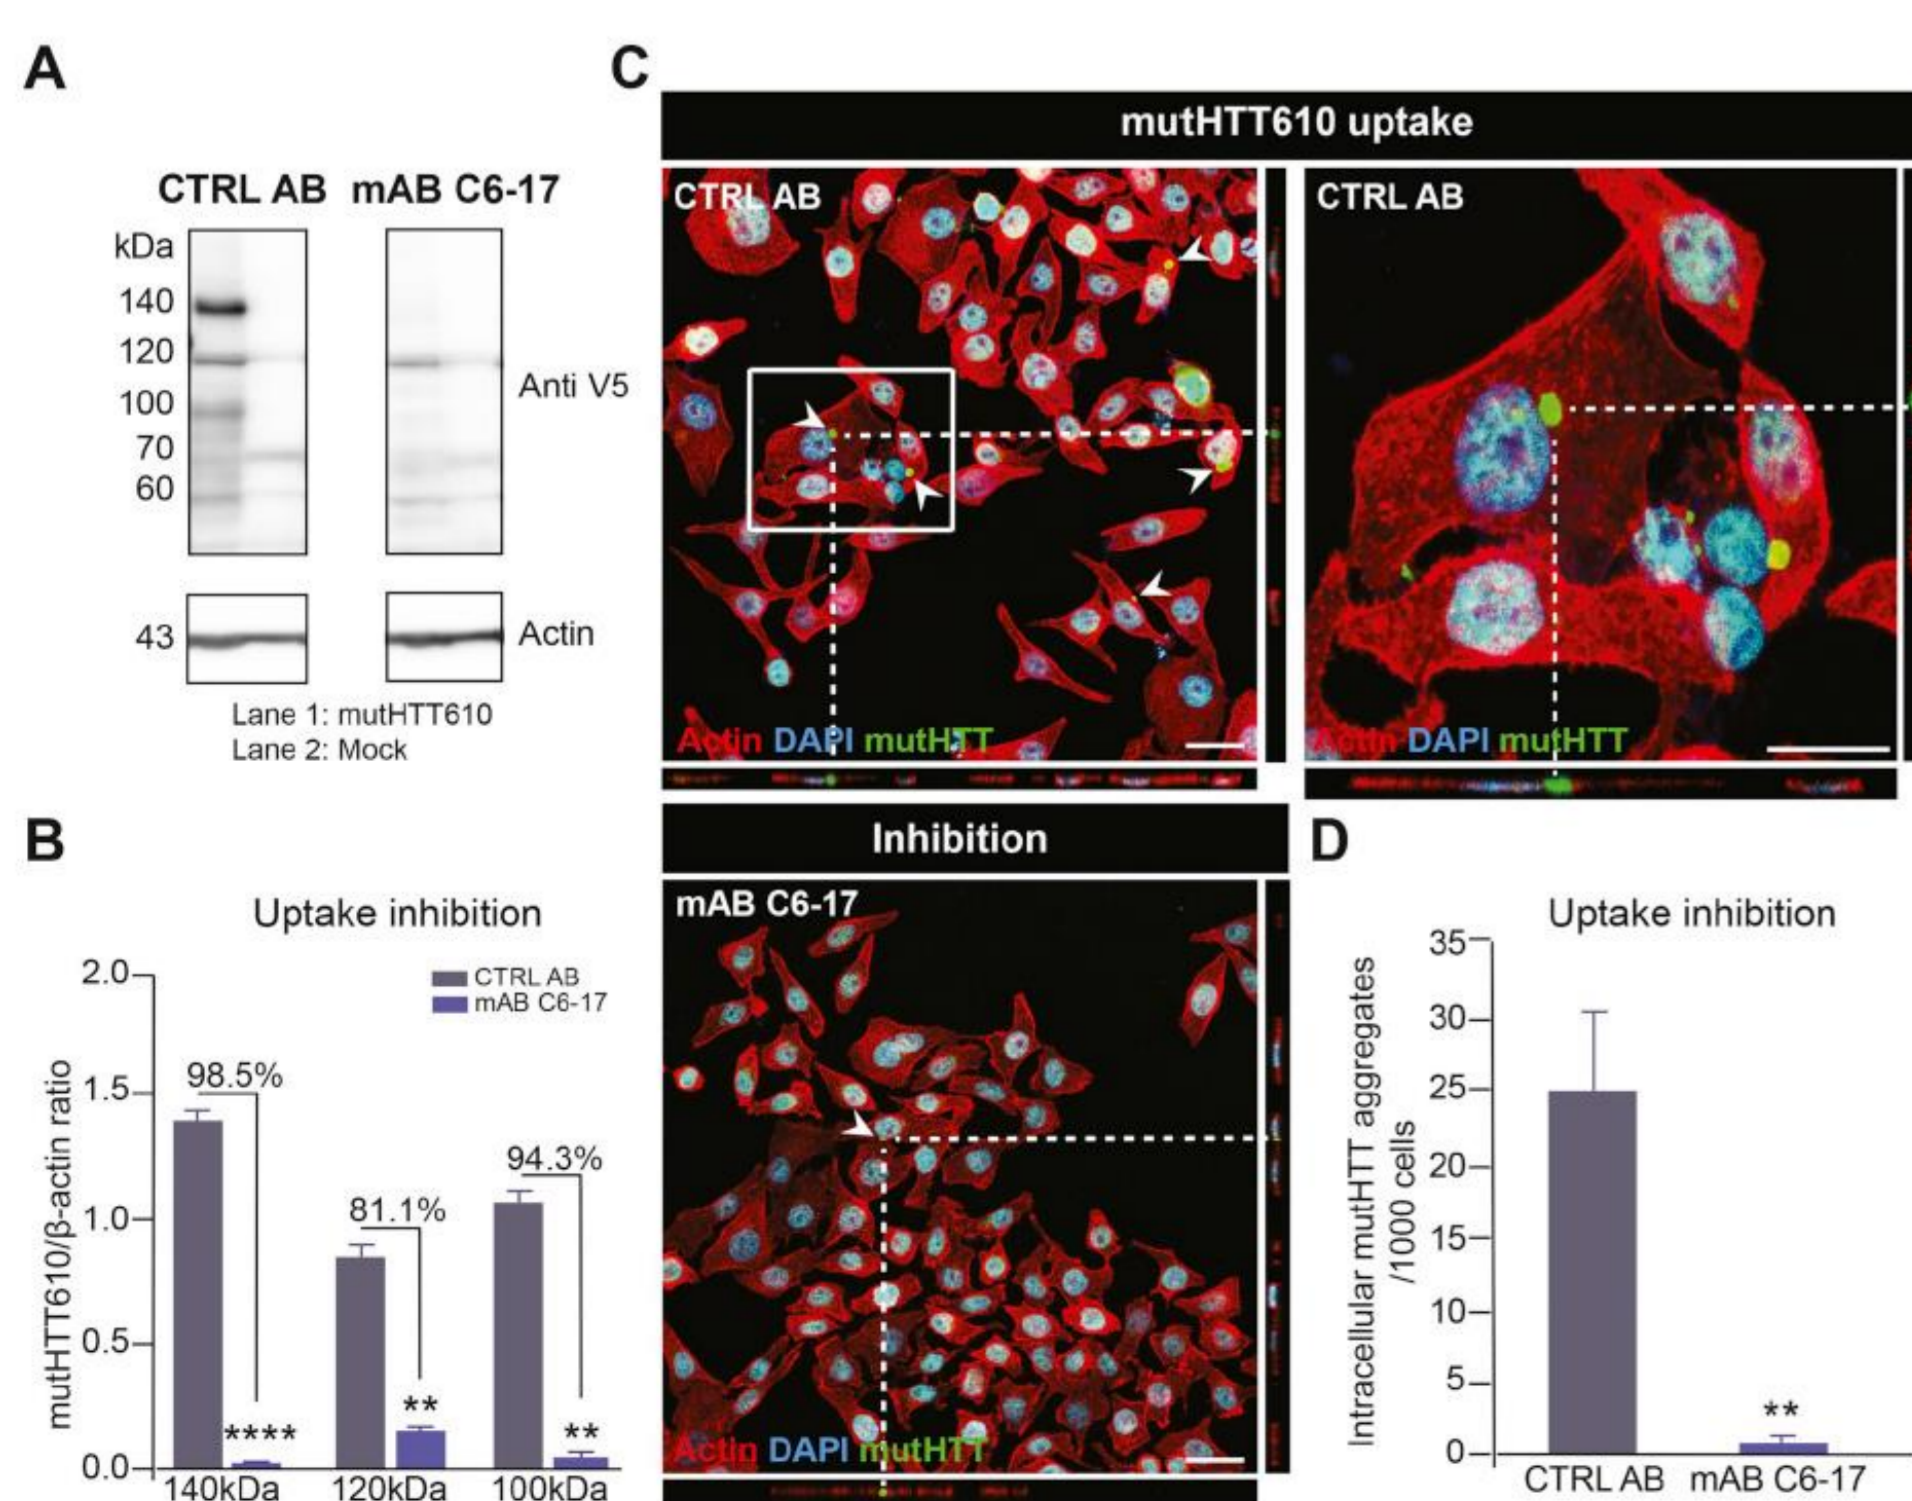 A
CTRL AB mAB C6-17
kDa
140
120
100
70
60
Anti V5
43
Actin
Lane 1: mutHTT610
Lane 2: Mock
B
Uptake inhibition
CTRL AB
mAB C6-17
mutHTT610/β-actin ratio
2.0
1.5
1.0
0.5
0.0
98.5%
81.1%
94.3%
****
**
**
140kDa 120kDa 100kDa
C
mutHTT610 uptake
CTRL AB
Actin DAPI mutHTT
CTRL AB
Actin DAPI mutHTT
Inhibition
mAB C6-17
Actin DAPI mutHTT
D
Uptake inhibition
Intracellular mutHTT aggregates
/1000 cells
35
30
25
20
15
10
5
0
**
CTRL AB mAB C6-17